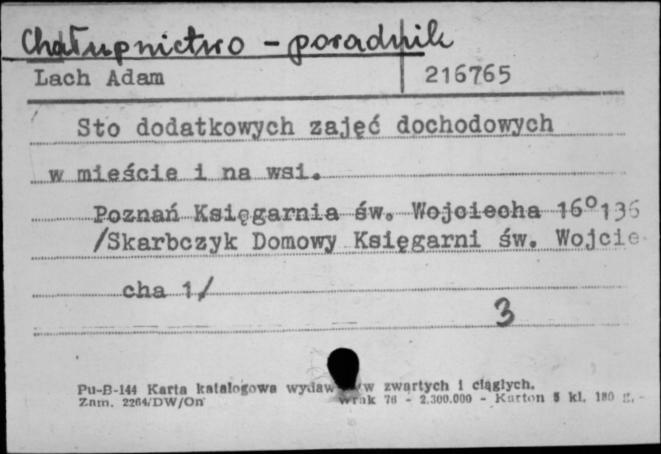 Chałupnictwo - poradnik
Lach Adam 216765
Sto dodatkowych zajęć dochodowych
w mieście i na wsi.
Poznań Księgarnia św. Wojciecha 16° 136
/Skarbczyk Domowy Księgarni św. Wojcie-
cha 1/
3
Pu-B-144 Karta katalogowa wydaw w zwartych i ciągłych.
Zam. 2264/DW/On 76 - 2.300.000 - Karton 5 kl. 180 g. -